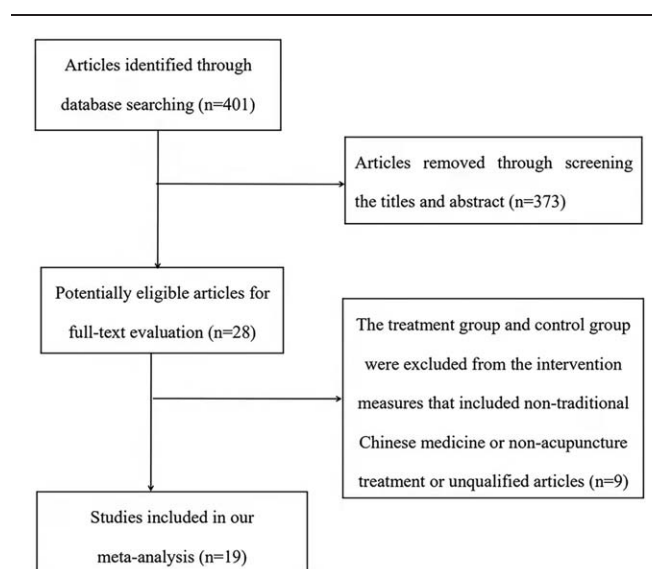 Articles identified through
database searching (n=401)
Articles removed through screening
the titles and abstract (n=373)
Potentially eligible articles for
full-text evaluation (n=28)
The treatment group and control group
were excluded from the intervention
measures that included non-traditional
Chinese medicine or non-acupuncture
treatment or unqualified articles (n=9)
Studies included in our
meta-analysis (n=19)